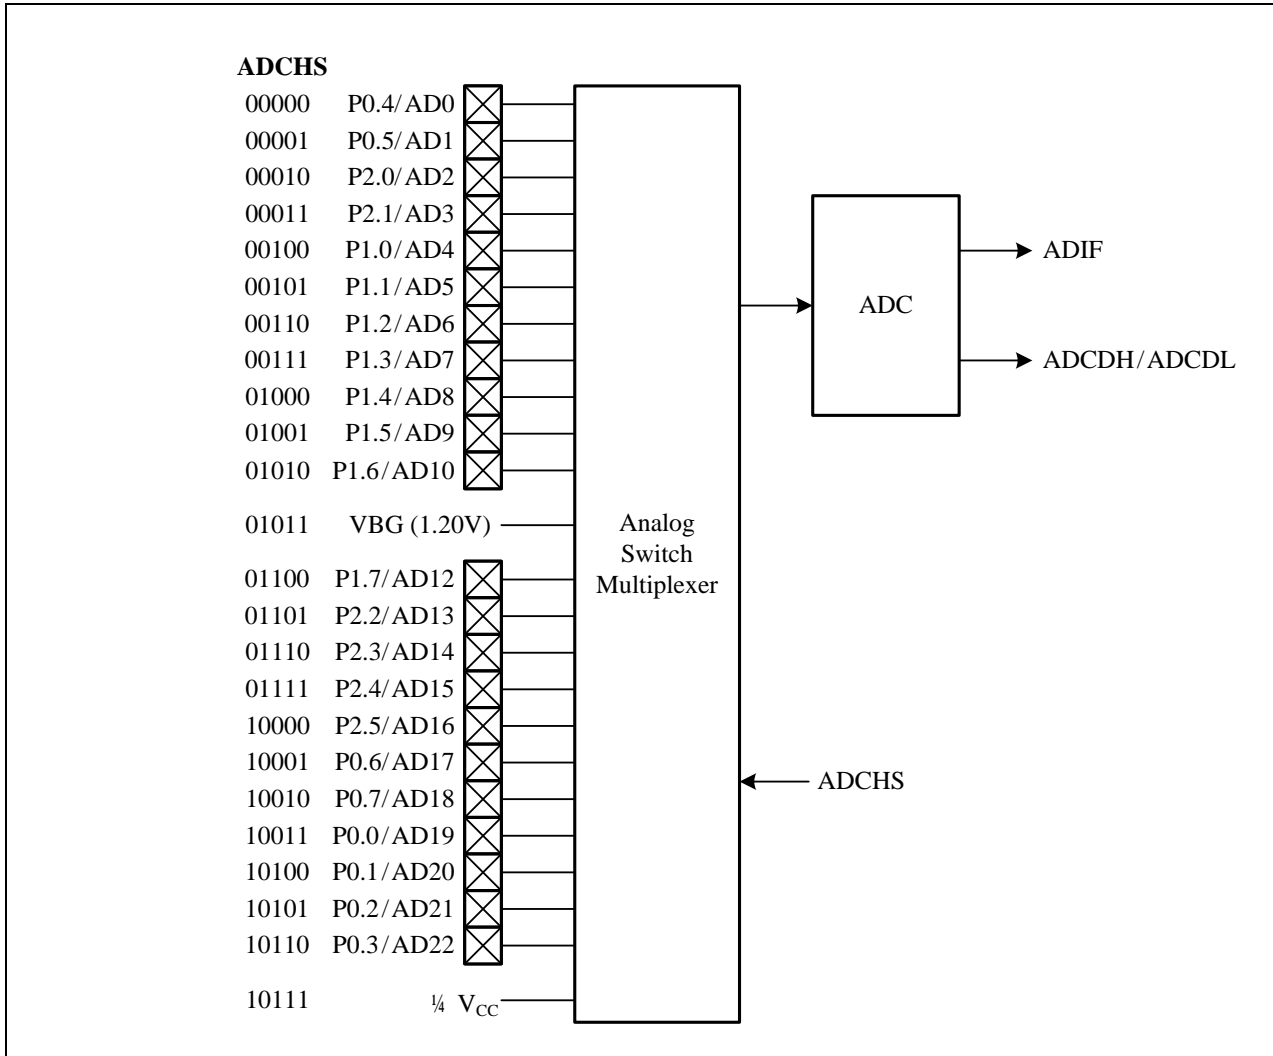 ADCHS
00000 P0.4/AD0
00001 P0.5/AD1
00010 P2.0/AD2
00011 P2.1/AD3
00100 P1.0/AD4
00101 P1.1/AD5
00110 P1.2/AD6
00111 P1.3/AD7
01000 P1.4/AD8
01001 P1.5/AD9
01010 P1.6/AD10
01011 VBG (1.20V)
01100 P1.7/AD12
01101 P2.2/AD13
01110 P2.3/AD14
01111 P2.4/AD15
10000 P2.5/AD16
10001 P0.6/AD17
10010 P0.7/AD18
10011 P0.0/AD19
10100 P0.1/AD20
10101 P0.2/AD21
10110 P0.3/AD22
10111 ¼ VCC
Analog
Switch
Multiplexer
ADC
ADIF
ADCDH/ADCDL
ADCHS